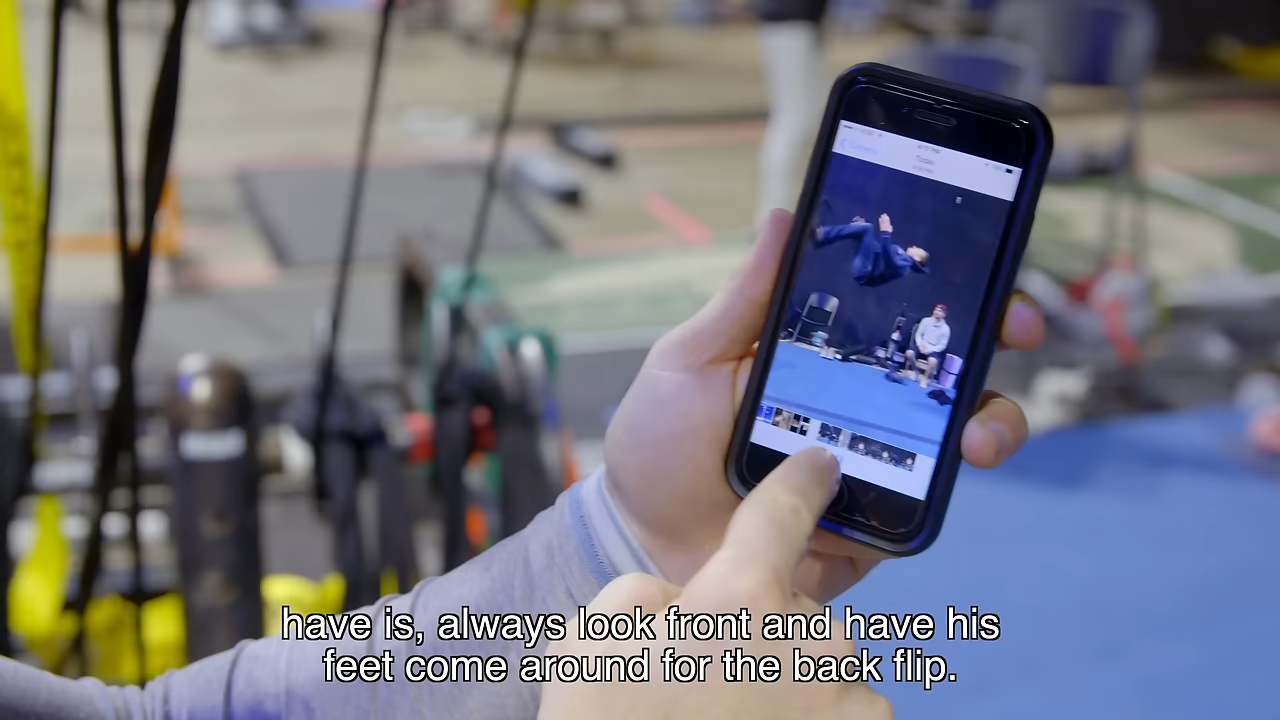 have is, always look front and have his
feet come around for the back flip.